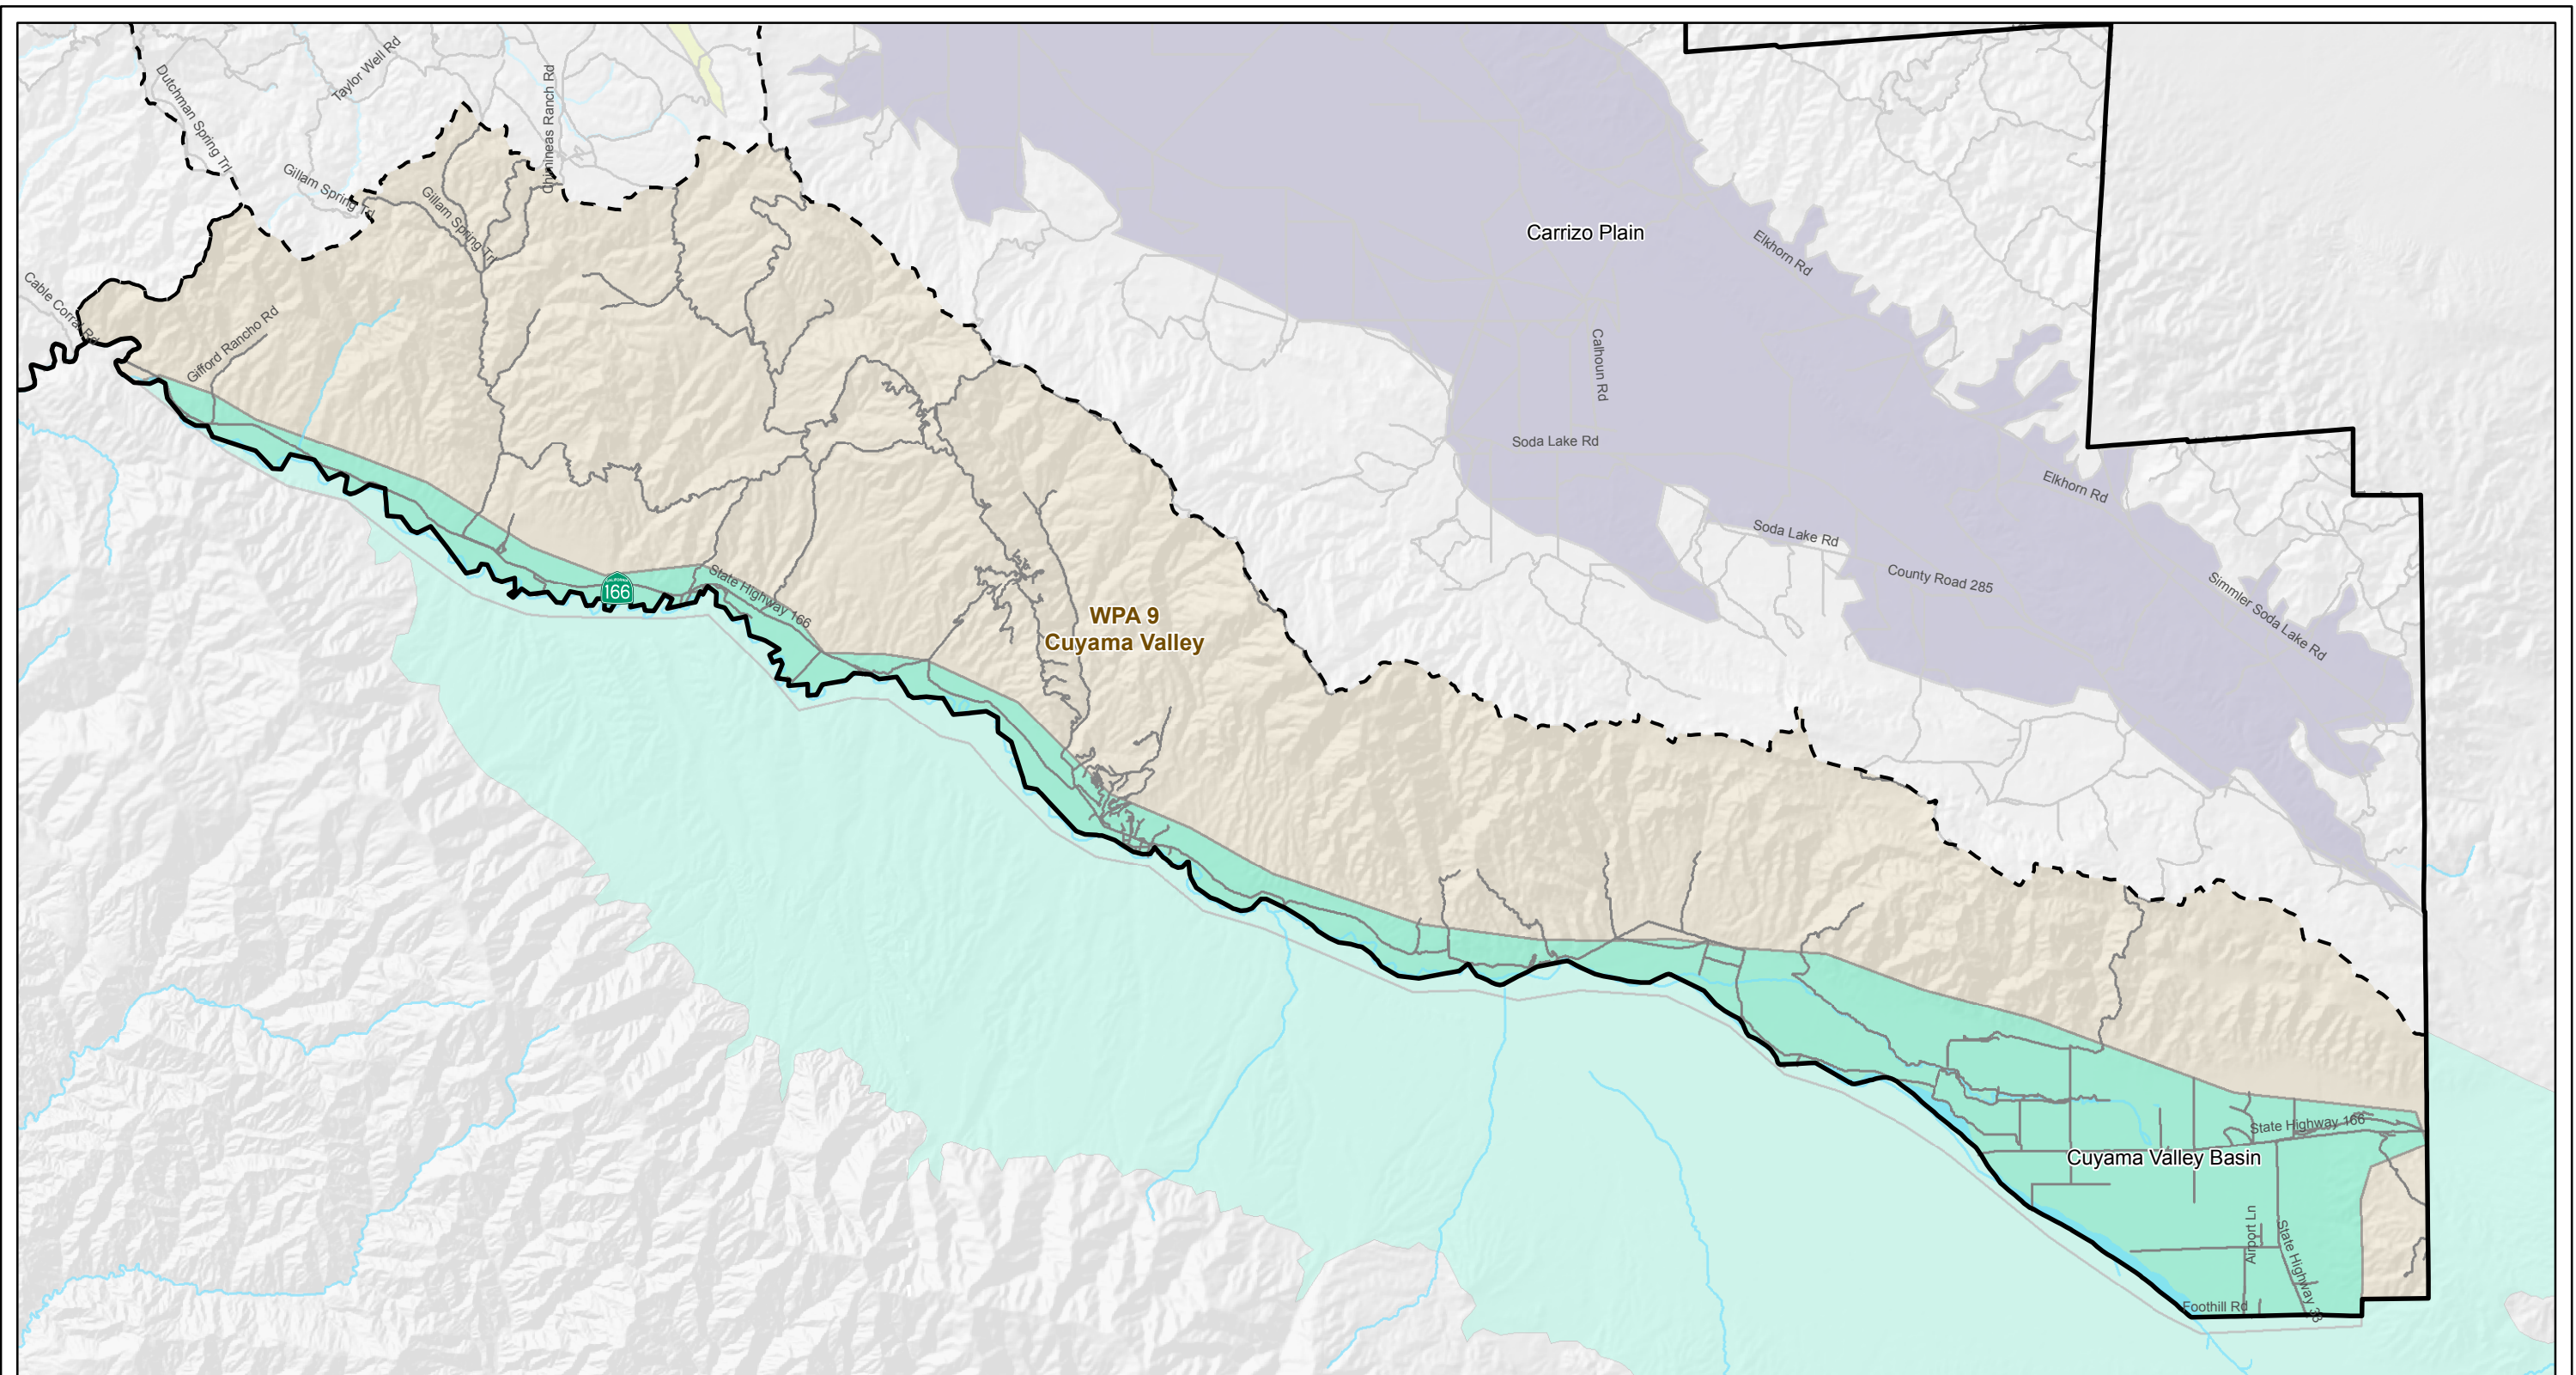 Taylor Well Rd
Dutchman Spring Trl
Chimineas Ranch Rd
Gillam Spring Trl
Gillam Spring Trl
Carrizo Plain
Elkhorn Rd
Cable Corral Rd
Gifford Rancho Rd
Calhoun Rd
Soda Lake Rd
Elkhorn Rd
Soda Lake Rd
County Road 285
CALIFORNIA
166
State Highway 166
Simmler Soda Lake Rd
WPA 9
Cuyama Valley
State Highway 166
Cuyama Valley Basin
Airport Ln
State Highway 33
Foothill Rd